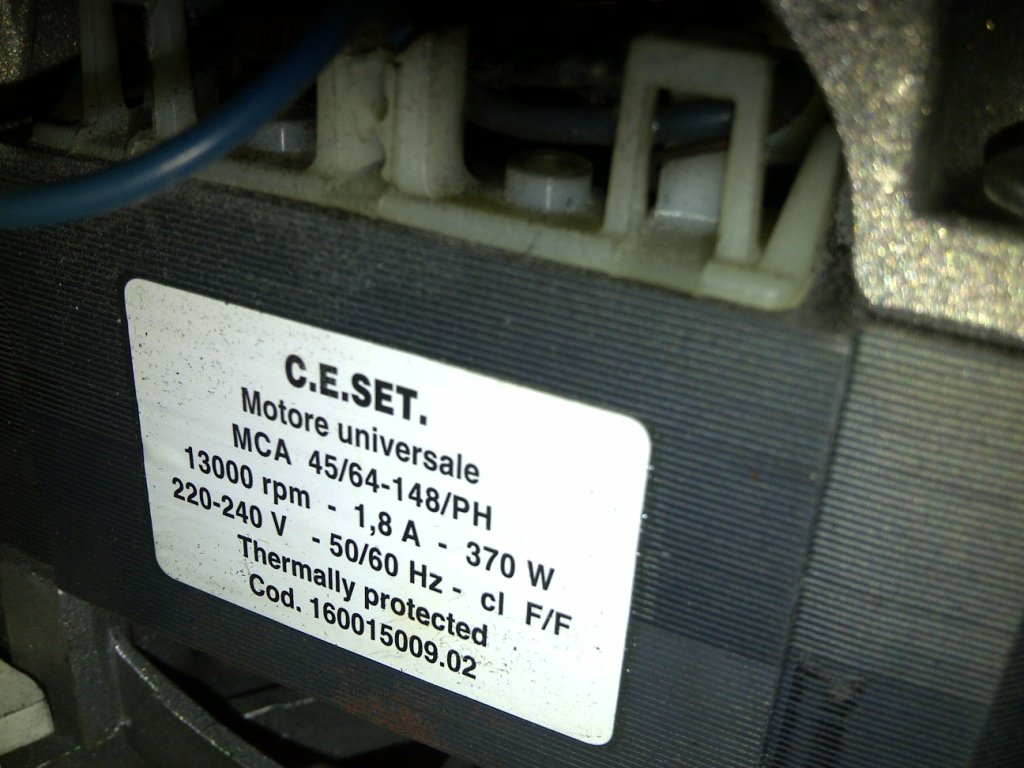 C.E.SET.
Motore universale
MCA 45/64-148/PH
13000 rpm - 1,8 A - 370 W
220-240 V - 50/60 Hz - cl F/F
Thermally protected
Cod. 160015009.02